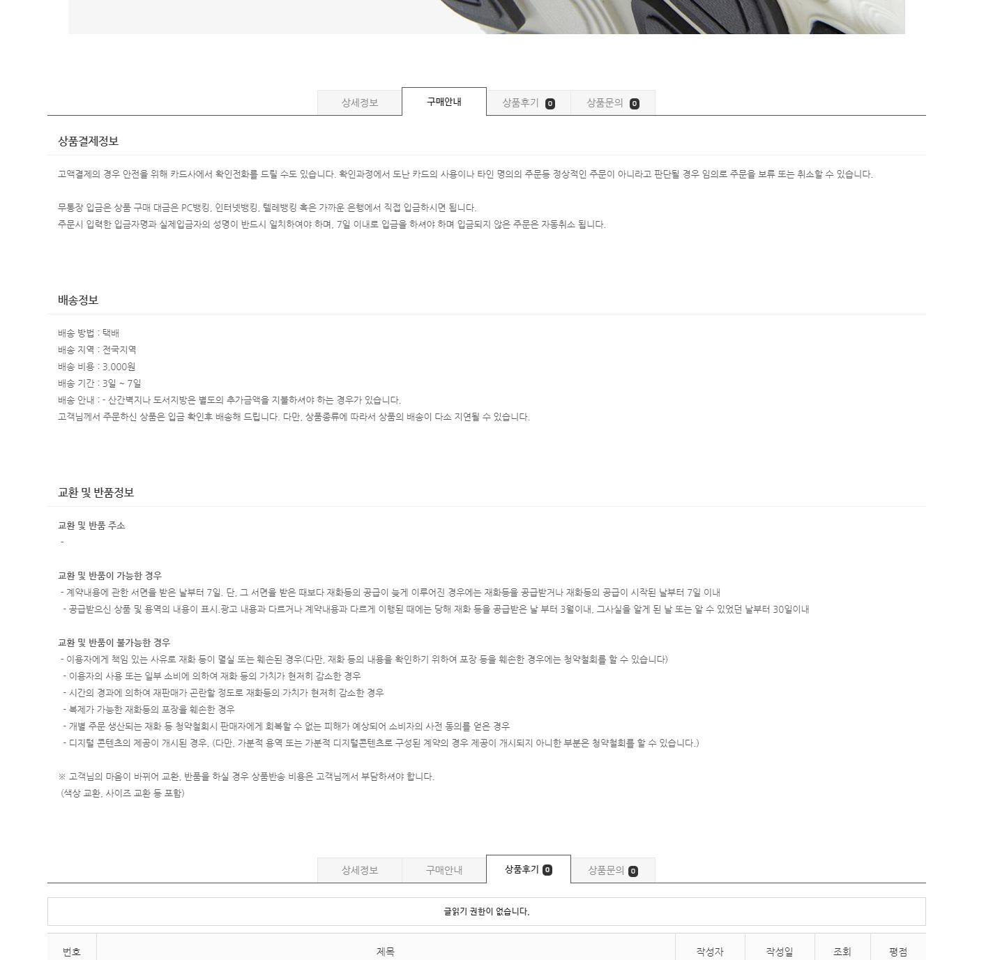 상세정보 구매안내 상품후기 0 상품문의 0
상품결제정보
고액결제의 경우 안전을 위해 카드사에서 확인전화를 드릴 수도 있습니다. 확인과정에서 도난 카드의 사용이나 타인 명의의 주문등 정상적인 주문이 아니라고 판단될 경우 임의로 주문을 보류 또는 취소할 수 있습니다.
무통장 입금은 상품 구매 대금은 PC뱅킹, 인터넷뱅킹, 텔레뱅킹 혹은 가까운 은행에서 직접 입금하시면 됩니다.
주문시 입력한 입금자명과 실제입금자의 성명이 반드시 일치하여야 하며, 7일 이내로 입금을 하셔야 하며 입금되지 않은 주문은 자동취소 됩니다.
배송정보
배송 방법 : 택배
배송 지역 : 전국지역
배송 비용 : 3,000원
배송 기간 : 3일 ~ 7일
배송 안내 : - 산간벽지나 도서지방은 별도의 추가금액을 지불하셔야 하는 경우가 있습니다.
고객님께서 주문하신 상품은 입금 확인후 배송해 드립니다. 다만, 상품종류에 따라서 상품의 배송이 다소 지연될 수 있습니다.
교환 및 반품정보
교환 및 반품 주소
-
교환 및 반품이 가능한 경우
- 계약내용에 관한 서면을 받은 날부터 7일. 단, 그 서면을 받은 때보다 재화등의 공급이 늦게 이루어진 경우에는 재화등을 공급받거나 재화등의 공급이 시작된 날부터 7일 이내
- 공급받으신 상품 및 용역의 내용이 표시.광고 내용과 다르거나 계약내용과 다르게 이행된 때에는 당해 재화 등을 공급받은 날 부터 3월이내, 그사실을 알게 된 날 또는 알 수 있었던 날부터 30일이내
교환 및 반품이 불가능한 경우
- 이용자에게 책임 있는 사유로 재화 등이 멸실 또는 훼손된 경우(다만, 재화 등의 내용을 확인하기 위하여 포장 등을 훼손한 경우에는 청약철회를 할 수 있습니다)
- 이용자의 사용 또는 일부 소비에 의하여 재화 등의 가치가 현저히 감소한 경우
- 시간의 경과에 의하여 재판매가 곤란할 정도로 재화등의 가치가 현저히 감소한 경우
- 복제가 가능한 재화등의 포장을 훼손한 경우
- 개별 주문 생산되는 재화 등 청약철회시 판매자에게 회복할 수 없는 피해가 예상되어 소비자의 사전 동의를 얻은 경우
- 디지털 콘텐츠의 제공이 개시된 경우, (다만, 가분적 용역 또는 가분적 디지털콘텐츠로 구성된 계약의 경우 제공이 개시되지 아니한 부분은 청약철회를 할 수 있습니다.)
※ 고객님의 마음이 바뀌어 교환, 반품을 하실 경우 상품반송 비용은 고객님께서 부담하셔야 합니다.
(색상 교환, 사이즈 교환 등 포함)
상세정보 구매안내 상품후기 0 상품문의 0
글읽기 권한이 없습니다.
번호 제목 작성자 작성일 조회 평점